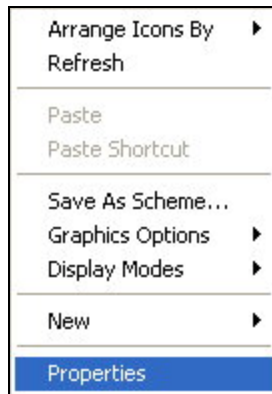 Arrange Icons By
Refresh
Paste
Paste Shortcut
Save As Scheme...
Graphics Options
Display Modes
New
Properties